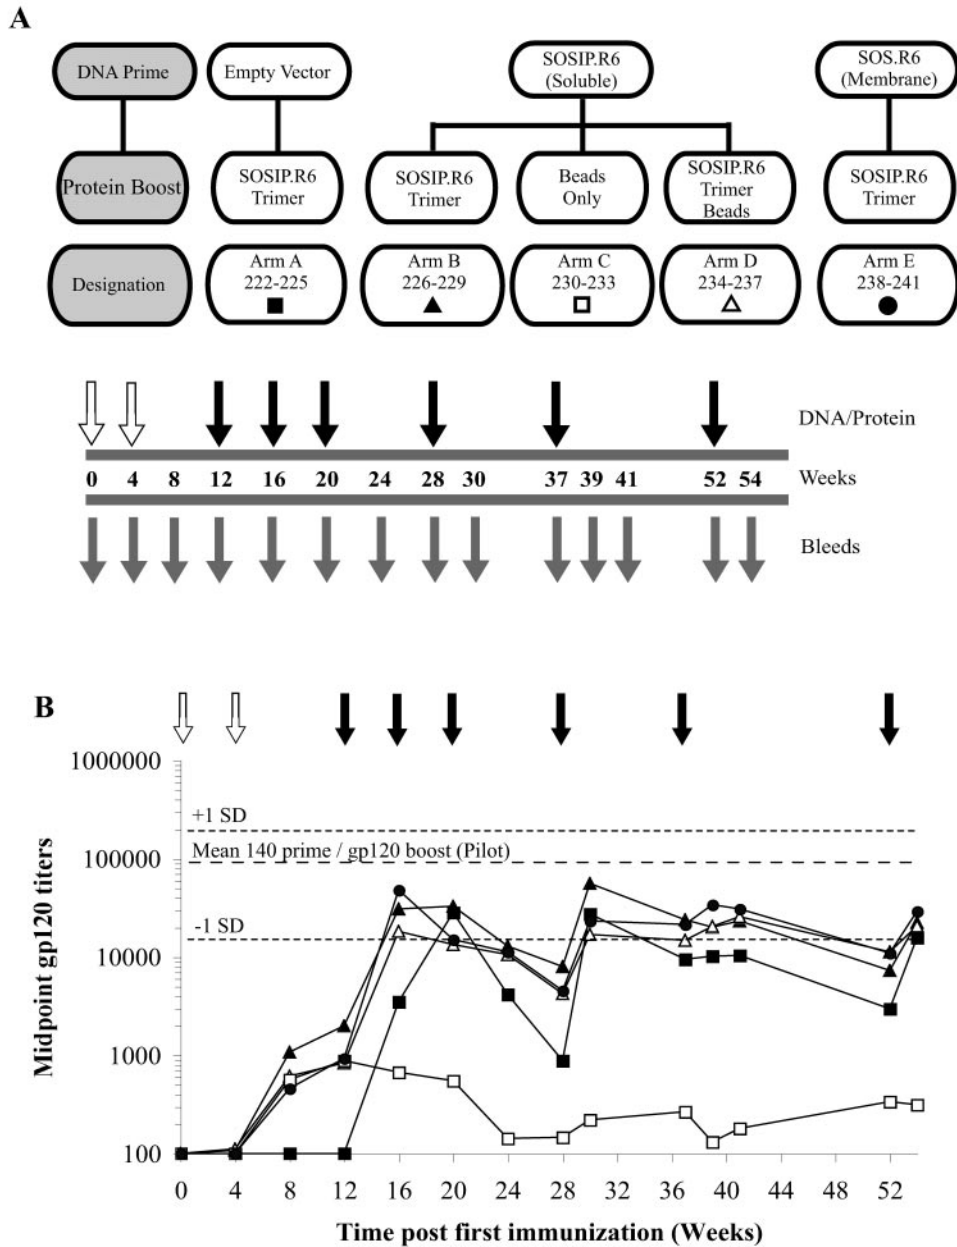 A
DNA Prime
Empty Vector
SOSIP.R6
(Soluble)
SOS.R6
(Membrane)
Protein Boost
SOSIP.R6
Trimer
SOSIP.R6
Trimer
Beads
Only
SOSIP.R6
Trimer
Beads
SOSIP.R6
Trimer
Designation
Arm A
222-225
Arm B
226-229
Arm C
230-233
Arm D
234-237
Arm E
238-241
DNA/Protein
0 4 8 12 16 20 24 28 30 37 39 41 52 54 Weeks
Bleeds
B
1000000
100000
10000
1000
100
Midpoint gp120 titers
+1 SD
Mean 140 prime / gp120 boost (Pilot)
-1 SD
0 4 8 12 16 20 24 28 32 36 40 44 48 52
Time post first immunization (Weeks)